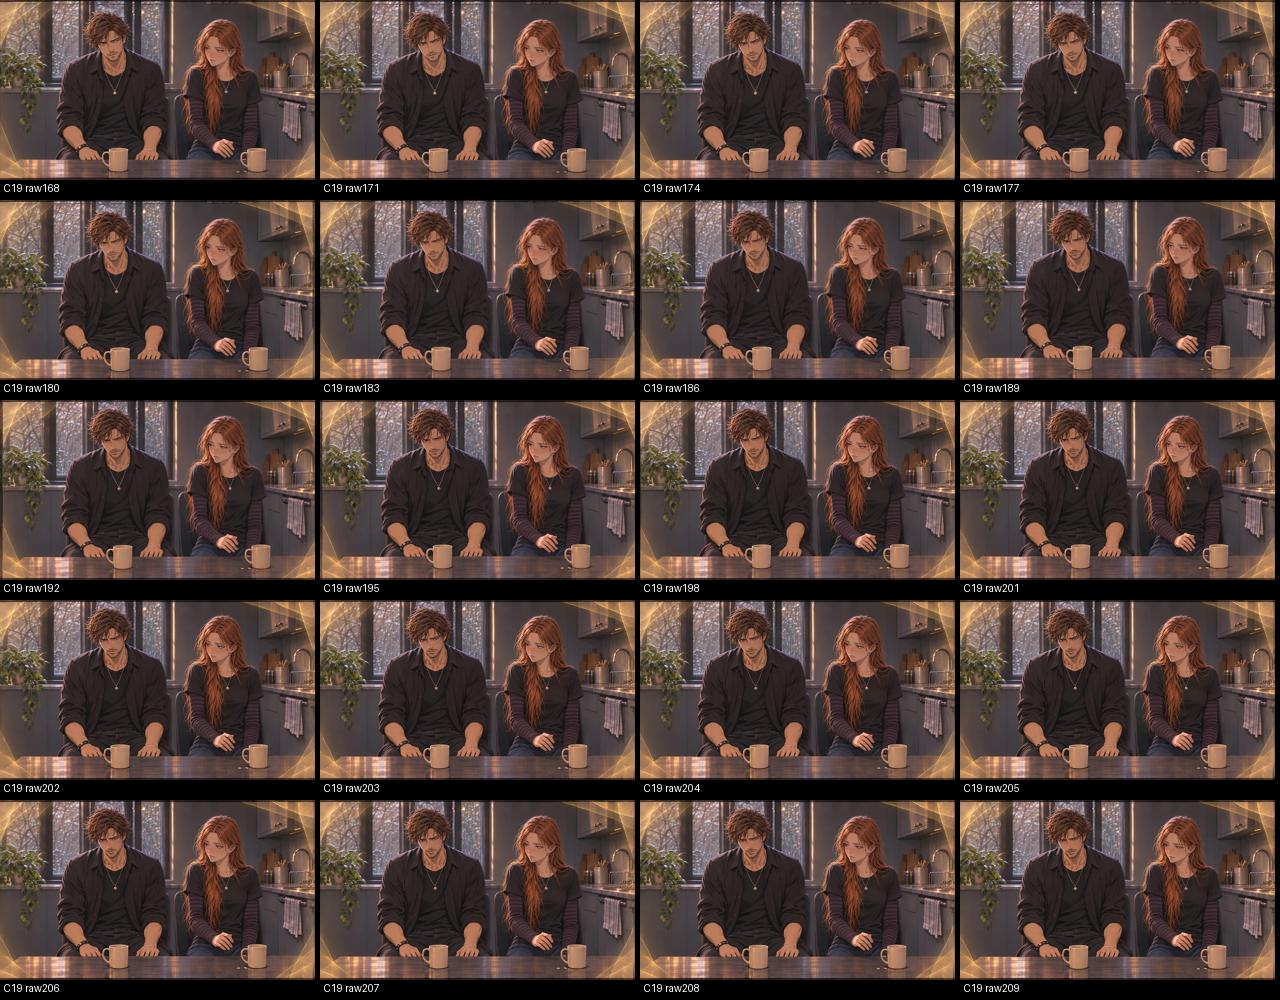 C19 raw168
C19 raw171
C19 raw174
C19 raw177
C19 raw180
C19 raw183
C19 raw186
C19 raw189
C19 raw192
C19 raw195
C19 raw198
C19 raw201
C19 raw202
C19 raw203
C19 raw204
C19 raw205
C19 raw206
C19 raw207
C19 raw208
C19 raw209